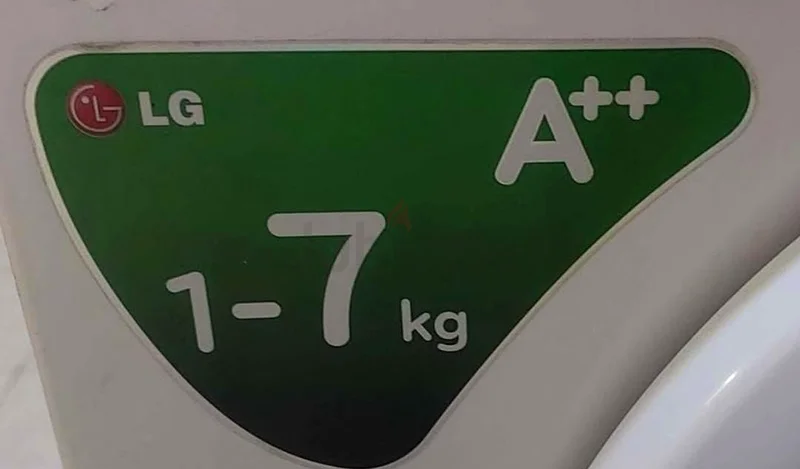 LG
A++
1-7 kg